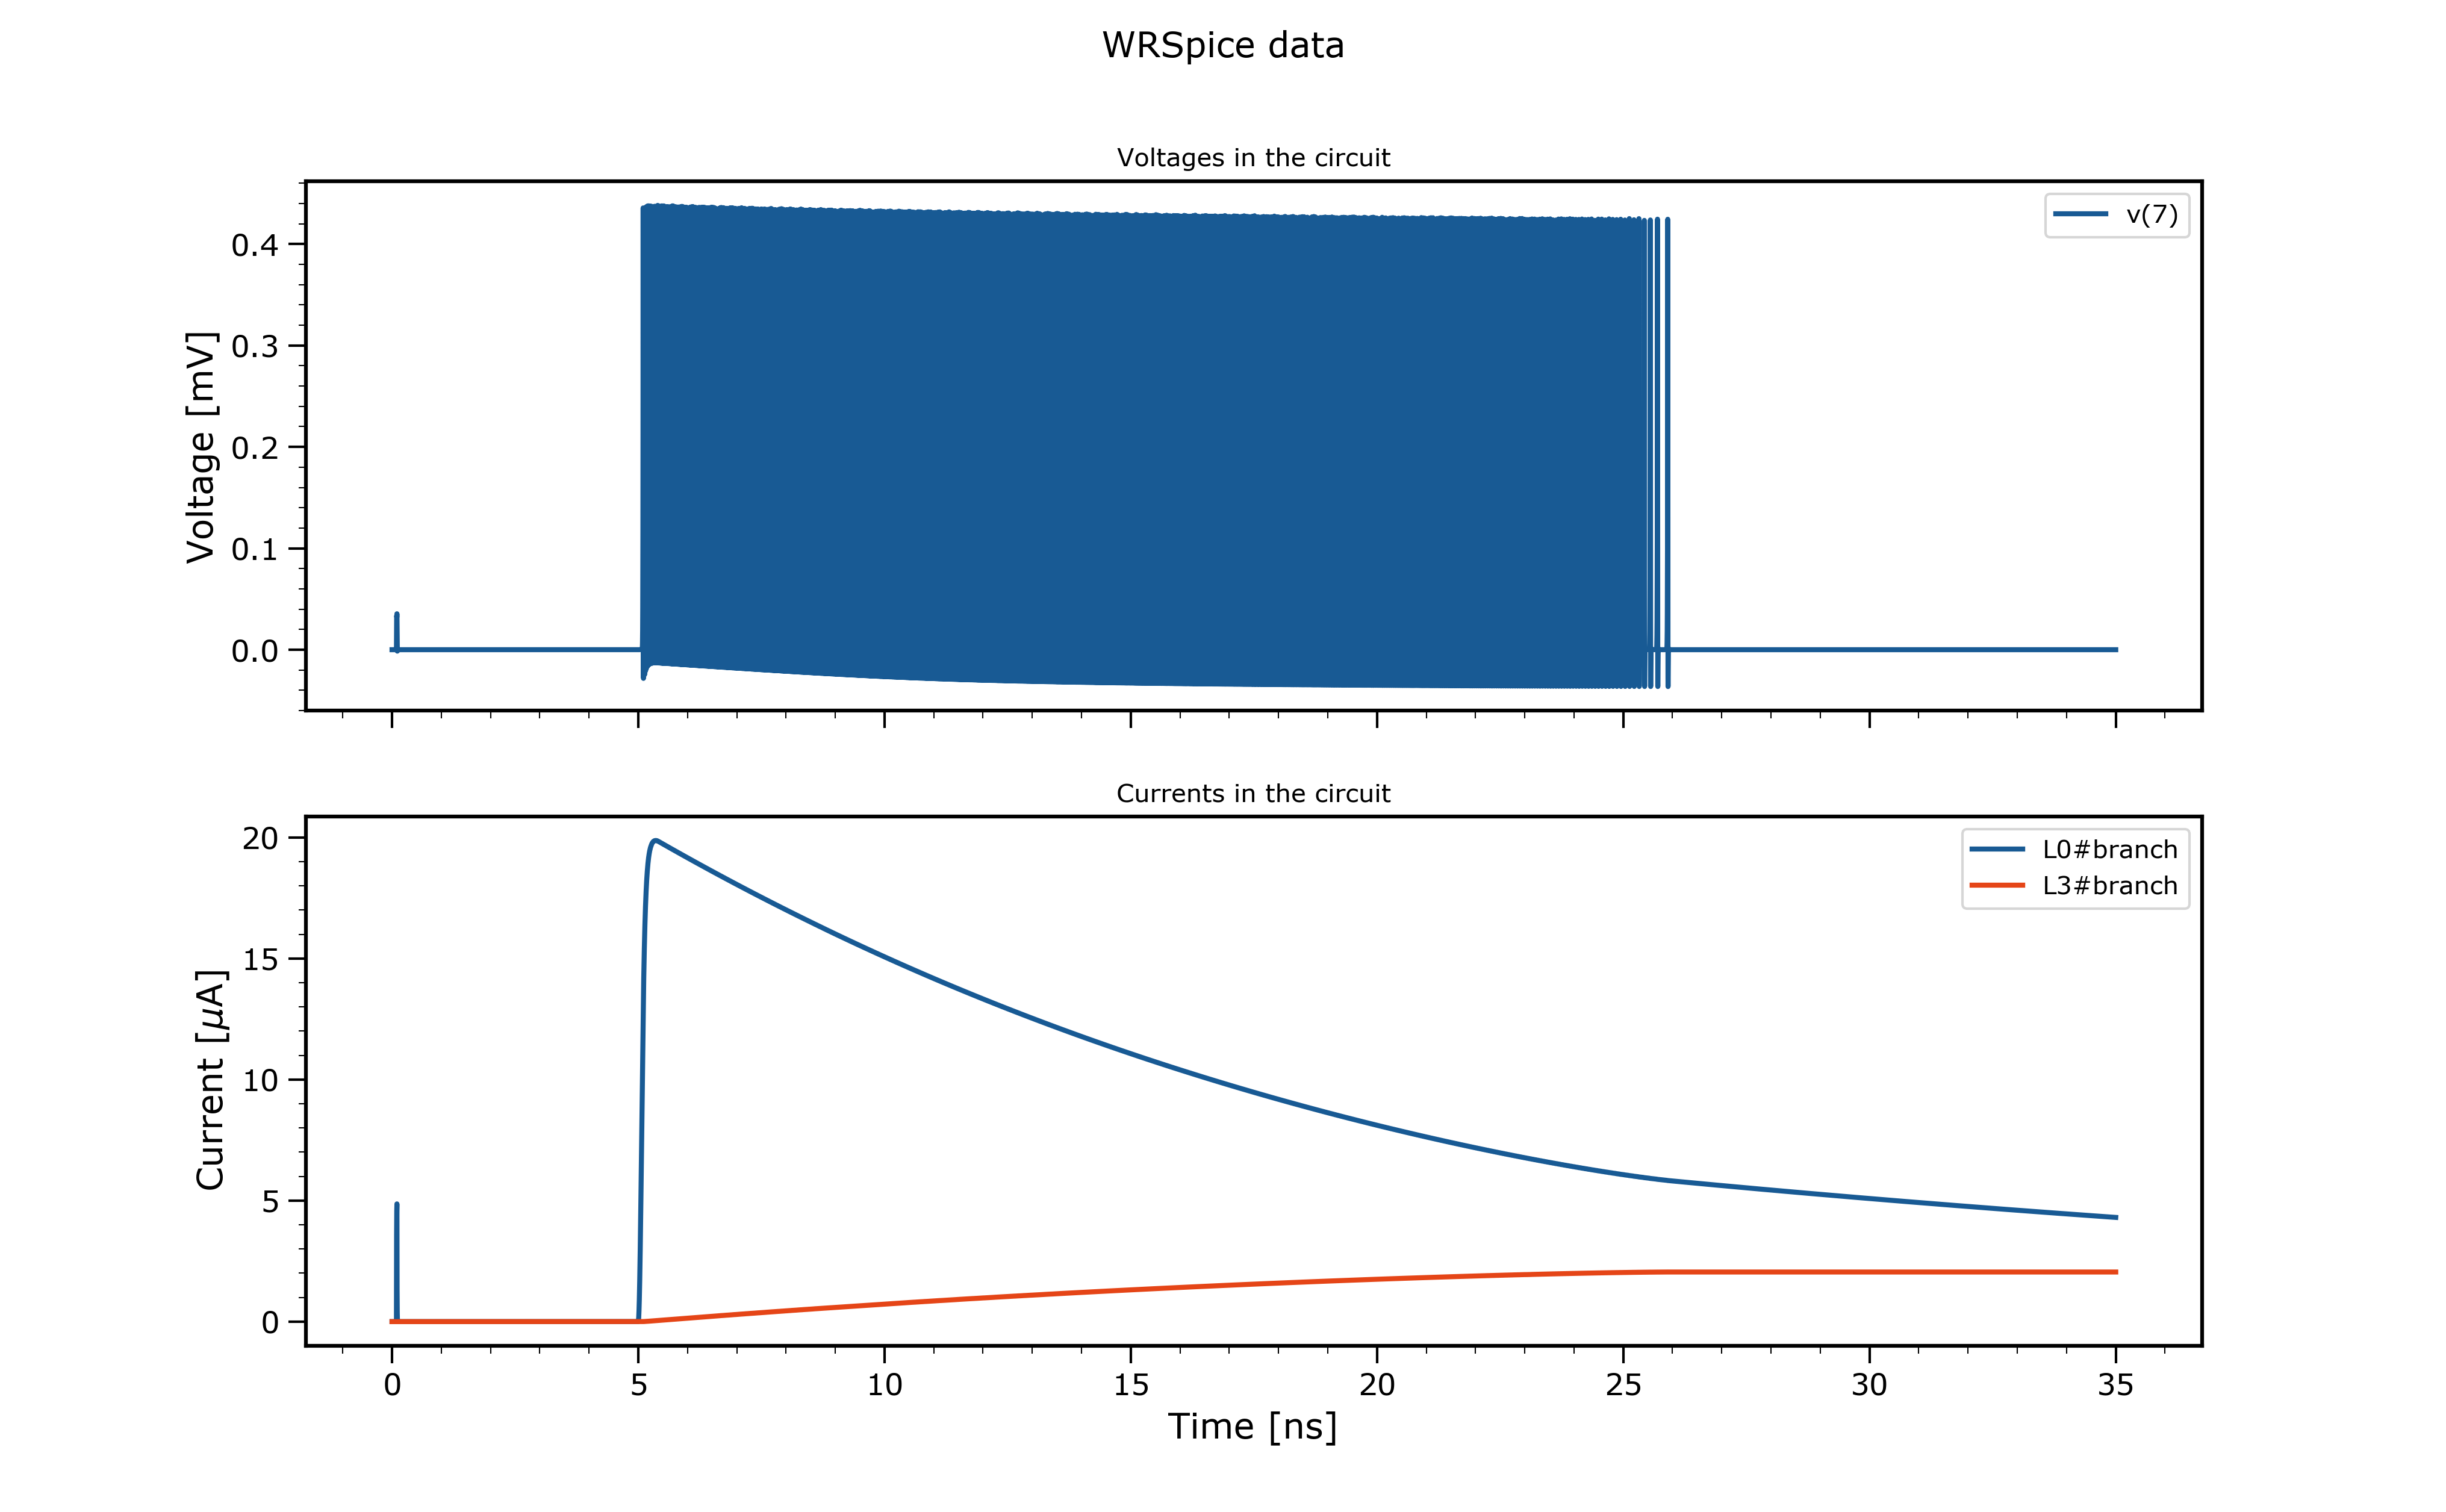 WRSpice data
Voltages in the circuit
v(7)
Voltage [mV]
0.4
0.3
0.2
0.1
0.0
Currents in the circuit
L0#branch
L3#branch
Current [μA]
20
15
10
5
0
0 5 10 15 20 25 30 35
Time [ns]